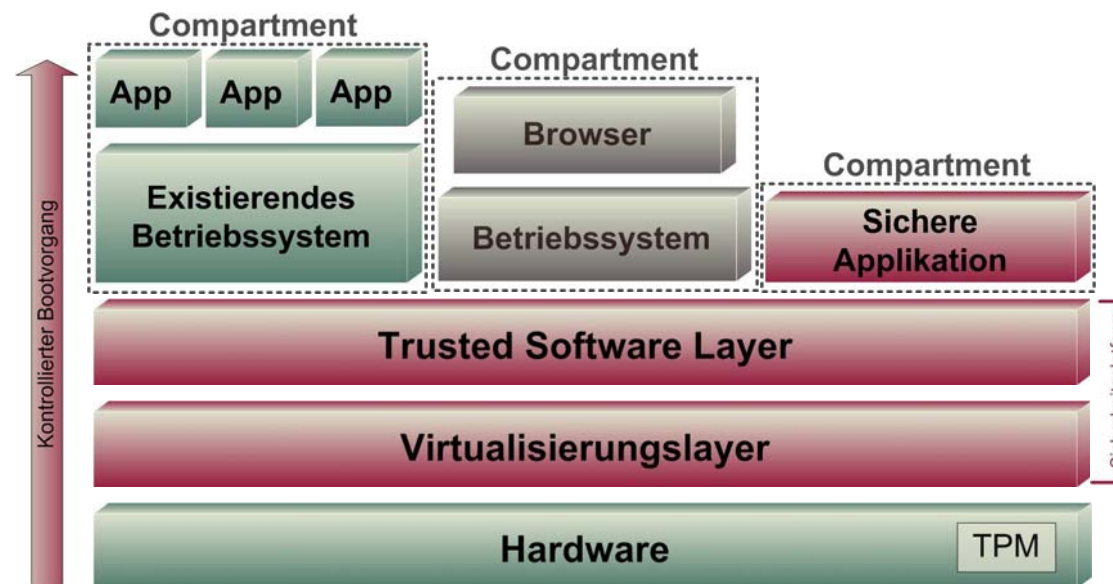 Compartment
App
App
App
Existierendes
Betriebssystem
Compartment
Browser
Betriebssystem
Compartment
Sichere
Applikation
Trusted Software Layer
Virtualisierungslayer
Hardware
TPM
Kontrollierter Bootvorgang